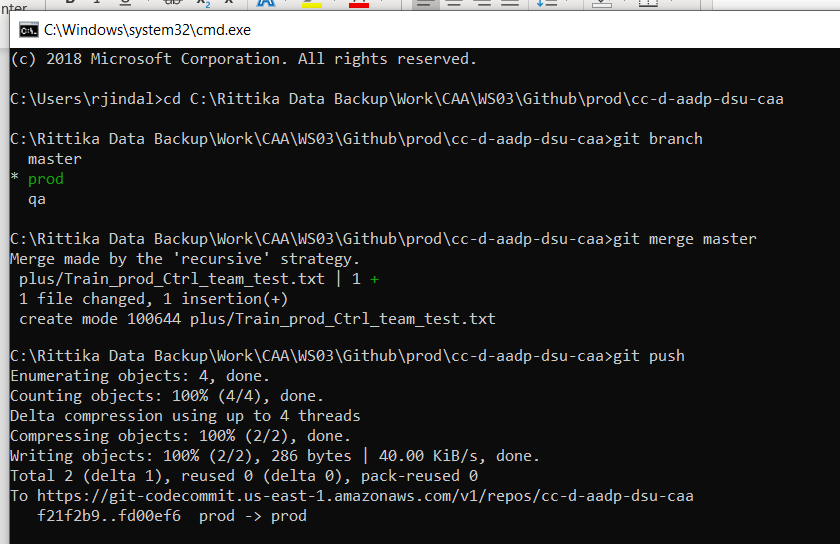 nter
B I U ab x₂ x² A A
C:\Windows\system32\cmd.exe
(c) 2018 Microsoft Corporation. All rights reserved.
C:\Users\rjindal>cd C:\Rittika Data Backup\Work\CAA\WS03\Github\prod\cc-d-aadp-dsu-caa
C:\Rittika Data Backup\Work\CAA\WS03\Github\prod\cc-d-aadp-dsu-caa>git branch
master
* prod
qa
C:\Rittika Data Backup\Work\CAA\WS03\Github\prod\cc-d-aadp-dsu-caa>git merge master
Merge made by the 'recursive' strategy.
plus/Train_prod_Ctrl_team_test.txt | 1 +
1 file changed, 1 insertion(+)
create mode 100644 plus/Train_prod_Ctrl_team_test.txt
C:\Rittika Data Backup\Work\CAA\WS03\Github\prod\cc-d-aadp-dsu-caa>git push
Enumerating objects: 4, done.
Counting objects: 100% (4/4), done.
Delta compression using up to 4 threads
Compressing objects: 100% (2/2), done.
Writing objects: 100% (2/2), 286 bytes | 40.00 KiB/s, done.
Total 2 (delta 1), reused 0 (delta 0), pack-reused 0
To https://git-codecommit.us-east-1.amazonaws.com/v1/repos/cc-d-aadp-dsu-caa
f21f2b9..fd00ef6 prod -> prod